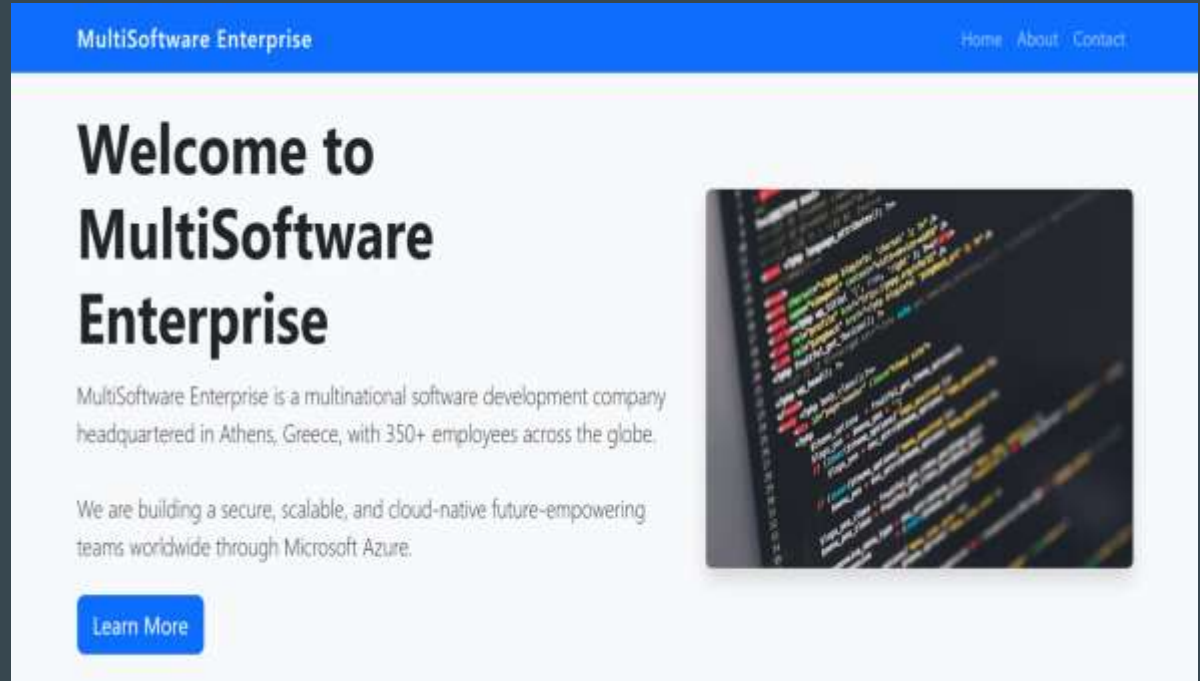 MultiSoftware Enterprise
Home About Contact
Welcome to
MultiSoftware
Enterprise
MultiSoftware Enterprise is a multinational software development company
headquartered in Athens, Greece, with 350+ employees across the globe.
We are building a secure, scalable, and cloud-native future-empowering
teams worldwide through Microsoft Azure.
Learn More